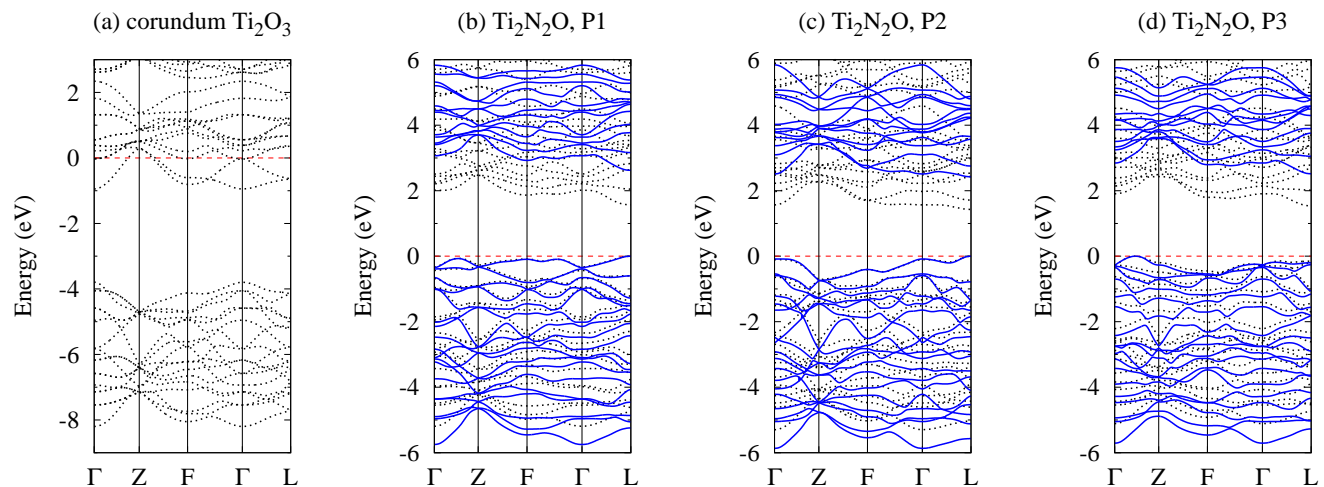 (a) corundum Ti₂O₃
(b) Ti₂N₂O, P1
(c) Ti₂N₂O, P2
(d) Ti₂N₂O, P3
Energy (eV)
2
0
-2
-4
-6
-8
Γ Z F Γ L
Energy (eV)
6
4
2
0
-2
-4
-6
Γ Z F Γ L
Energy (eV)
6
4
2
0
-2
-4
-6
Γ Z F Γ L
Energy (eV)
6
4
2
0
-2
-4
-6
Γ Z F Γ L